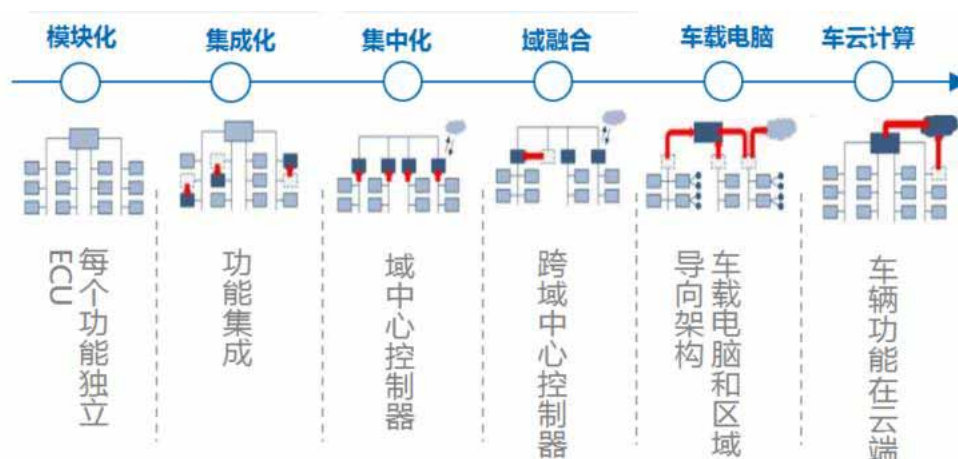 模块化
集成化
集中化
域融合
车载电脑
车云计算
每个功能独立
ECU
功能集成
域中心控制器
跨域中心控制器
车载电脑和区域
导向架构
车辆功能在云端